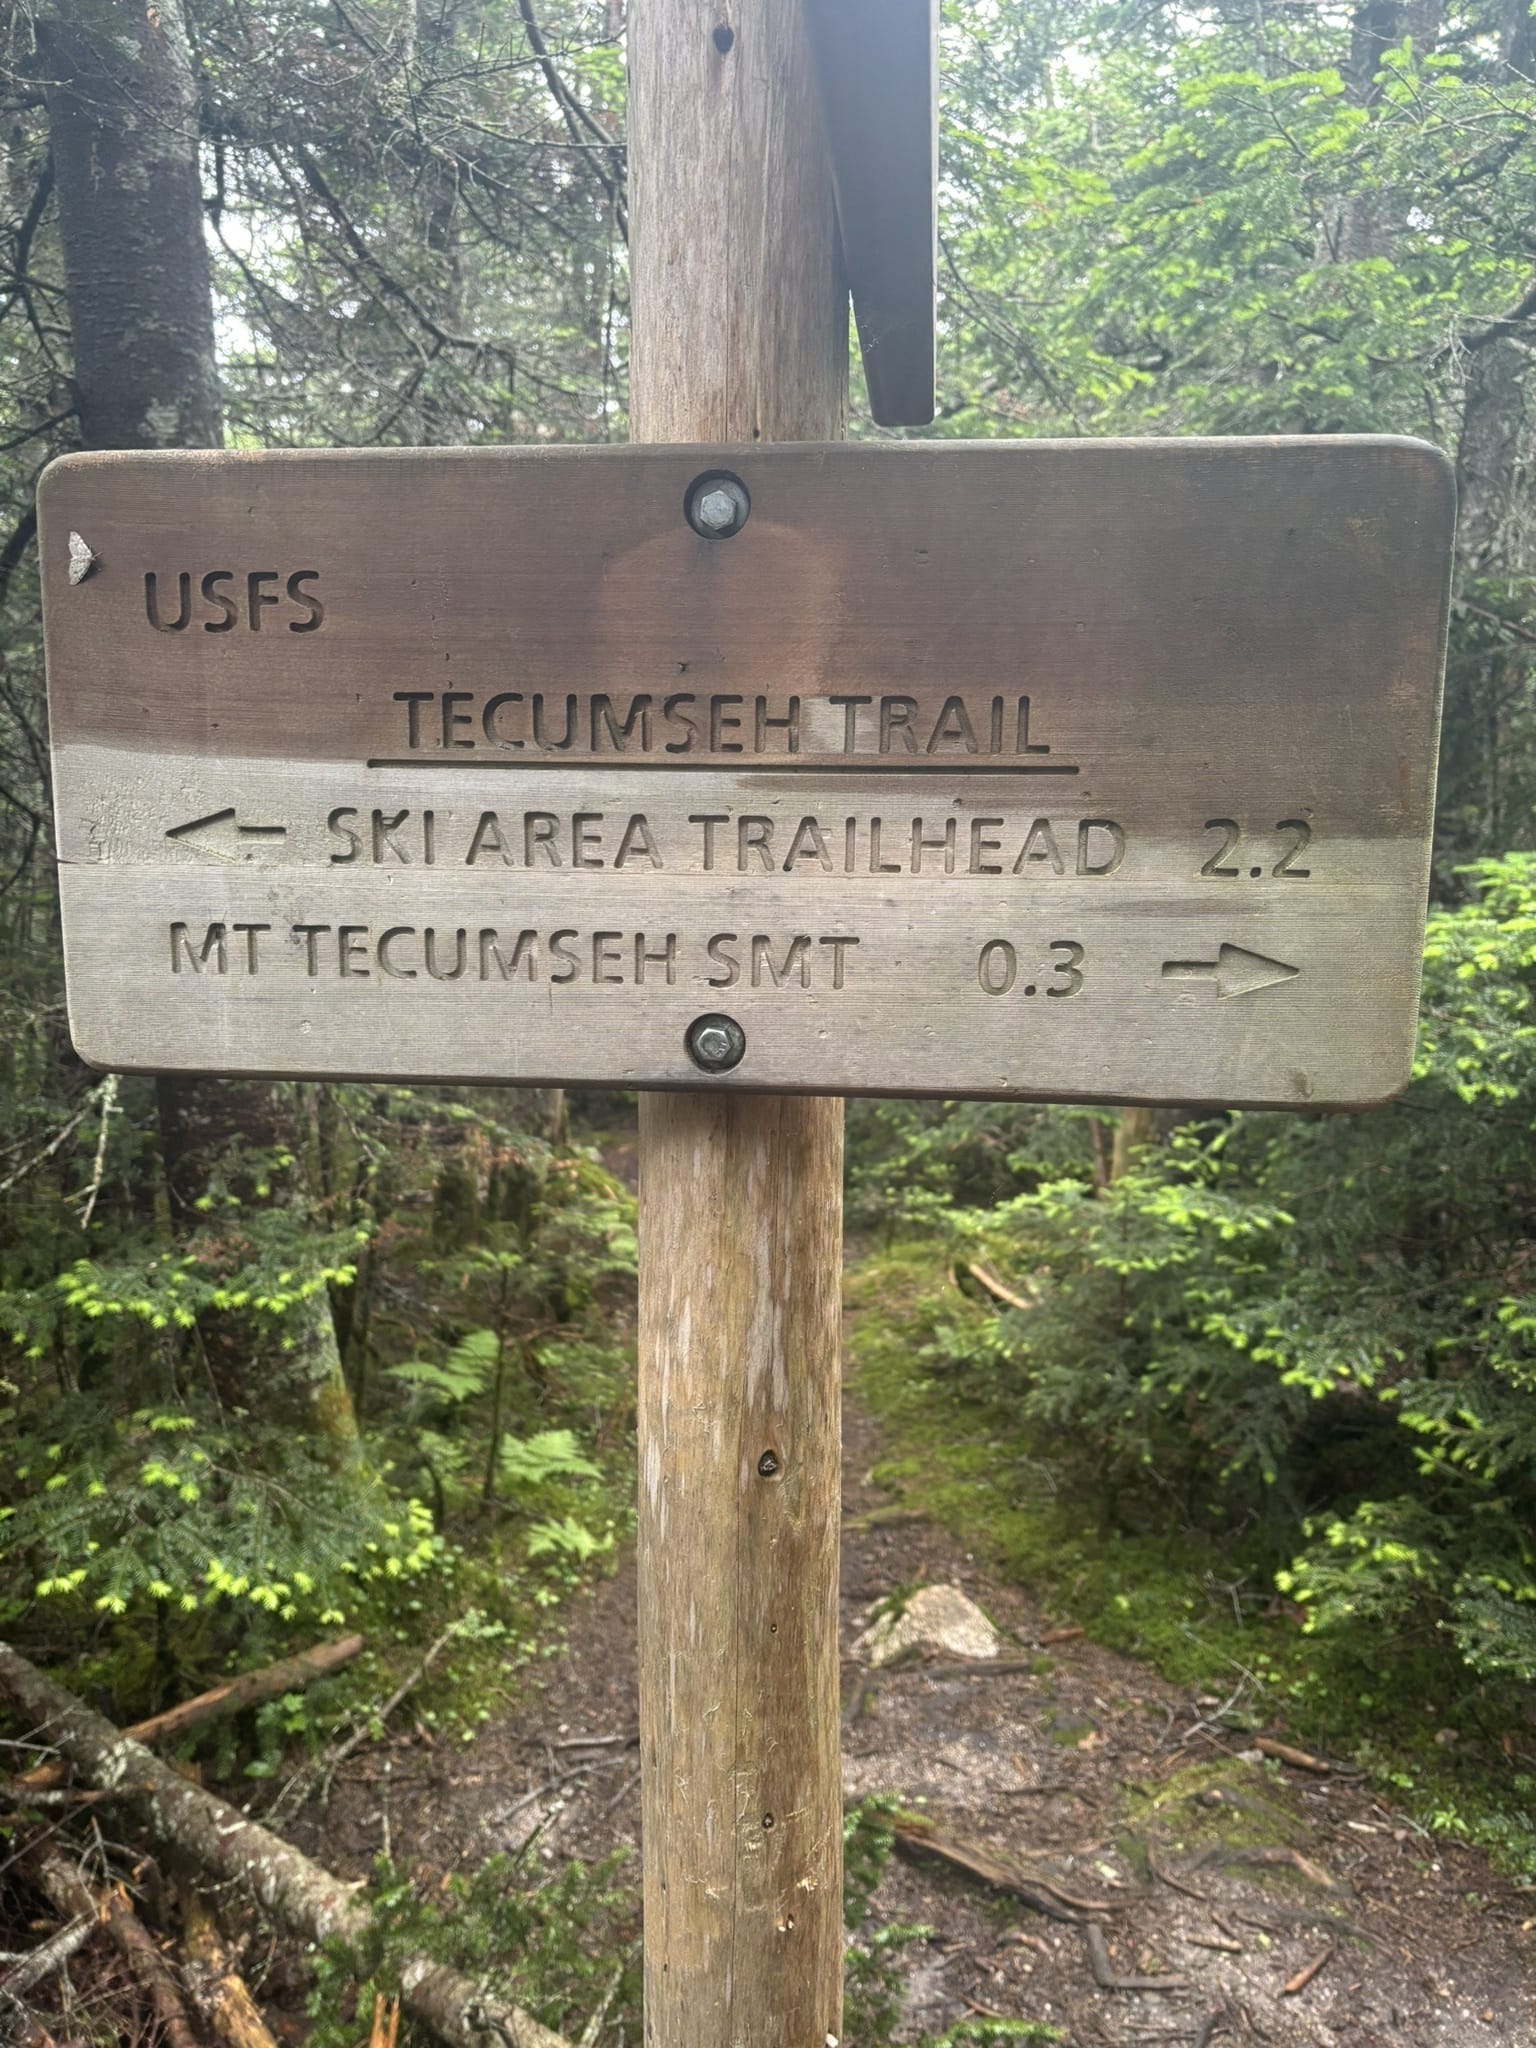 USFS
TECUMSEH TRAIL
← SKI AREA TRAILHEAD 2.2
MT TECUMSEH SMT 0.3 →